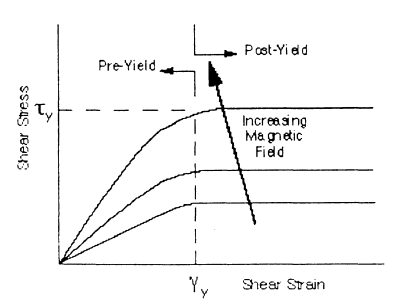 Post-Yield
Pre-Yield
τy
Shear Stress
Increasing
Magnetic
Field
γy
Shear Strain